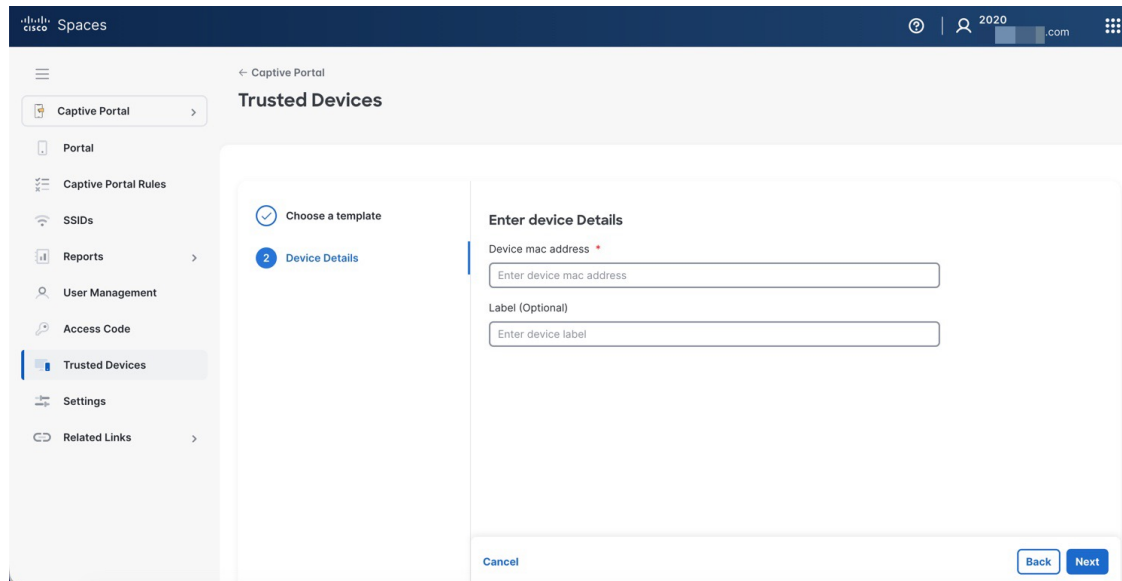 cisco Spaces
2020
.com
← Captive Portal
Trusted Devices
Captive Portal
Portal
Captive Portal Rules
SSIDs
Reports
User Management
Access Code
Trusted Devices
Settings
Related Links
Choose a template
2 Device Details
Enter device Details
Device mac address *
Enter device mac address
Label (Optional)
Enter device label
Cancel
Back
Next